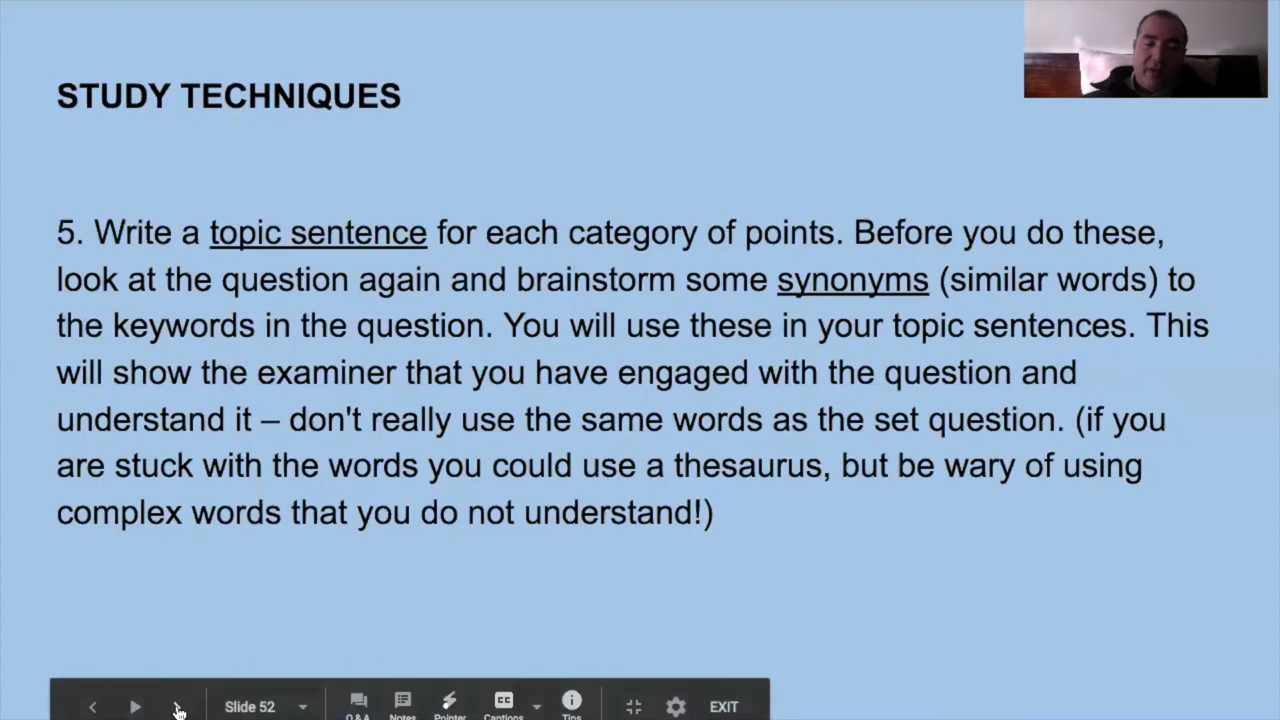 STUDY TECHNIQUES
5. Write a topic sentence for each category of points. Before you do these,
look at the question again and brainstorm some synonyms (similar words) to
the keywords in the question. You will use these in your topic sentences. This
will show the examiner that you have engaged with the question and
understand it – don't really use the same words as the set question. (if you
are stuck with the words you could use a thesaurus, but be wary of using
complex words that you do not understand!)
Slide 52
CC
EXIT
Q&A Notes Pointer Captions Tips